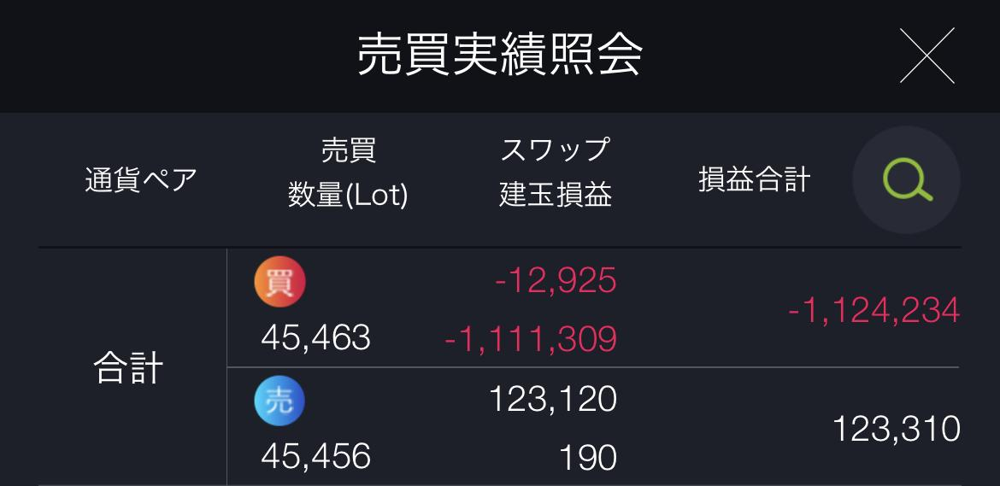 売買実績照会
通貨ペア
売買
数量(Lot)
スワップ
建玉損益
損益合計
合計
買
45,463
-12,925
-1,111,309
-1,124,234
売
45,456
123,120
190
123,310